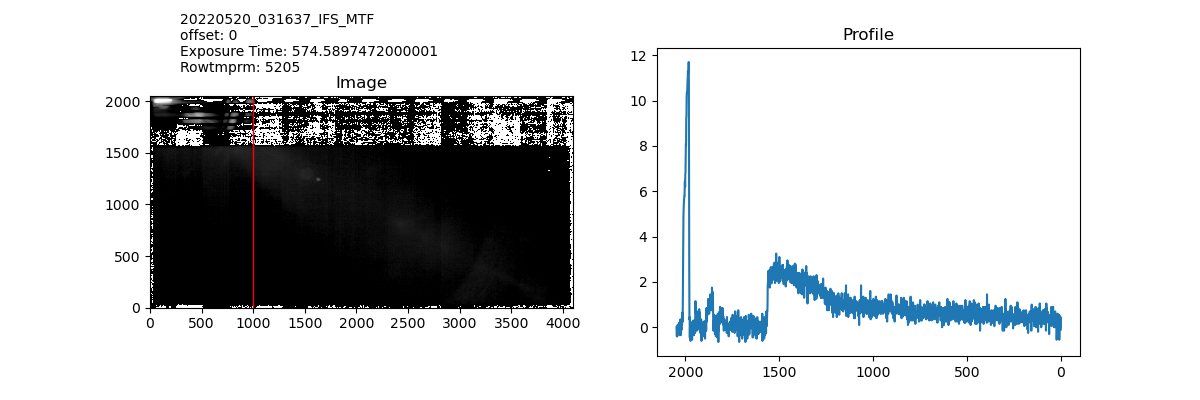 20220520_031637_IFS_MTF
offset: 0
Exposure Time: 574.5897472000001
Rowtmprm: 5205
Image
2000
1500
1000
500
0
0 500 1000 1500 2000 2500 3000 3500 4000
Profile
12
10
8
6
4
2
0
2000 1500 1000 500 0